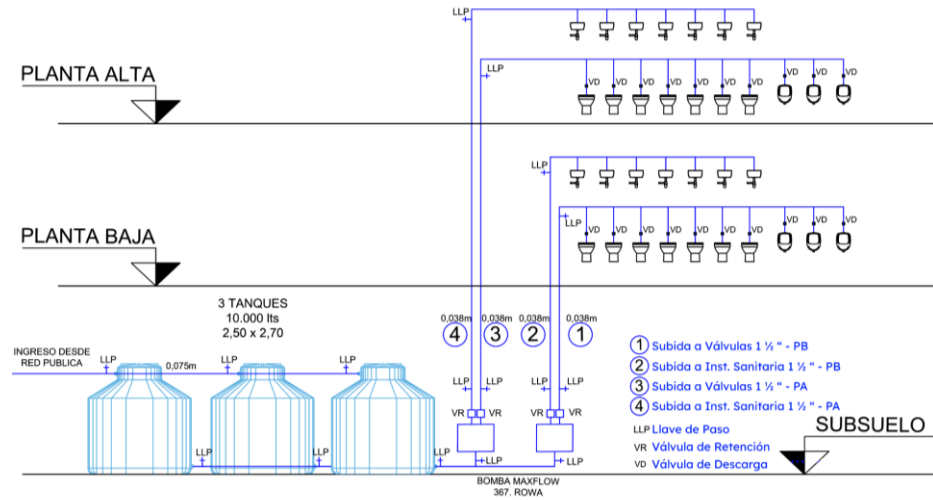 LLP
LLP
PLANTA ALTA
VD VD VD VD VD VD VD VD VD VD
LLP
PLANTA BAJA
LLP
VD VD VD VD VD VD VD VD VD VD
3 TANQUES
10.000 lts
2,50 x 2,70
0,038m 0,038m 0,038m 0,038m
4 3 2 1
INGRESO DESDE
RED PUBLICA
LLP
0,075m
LLP
LLP
1 Subida a Válvulas 1 ½ " - PB
2 Subida a Inst. Sanitaria 1 ½ " - PB
3 Subida a Válvulas 1 ½ " - PA
4 Subida a Inst. Sanitaria 1 ½ " - PA
LLP Llave de Paso
VR Válvula de Retención
VD Válvula de Descarga
SUBSUELO
LLP LLP LLP LLP
VR VR VR VR
LLP LLP LLP LLP LLP
BOMBA MAXFLOW
367. ROWA